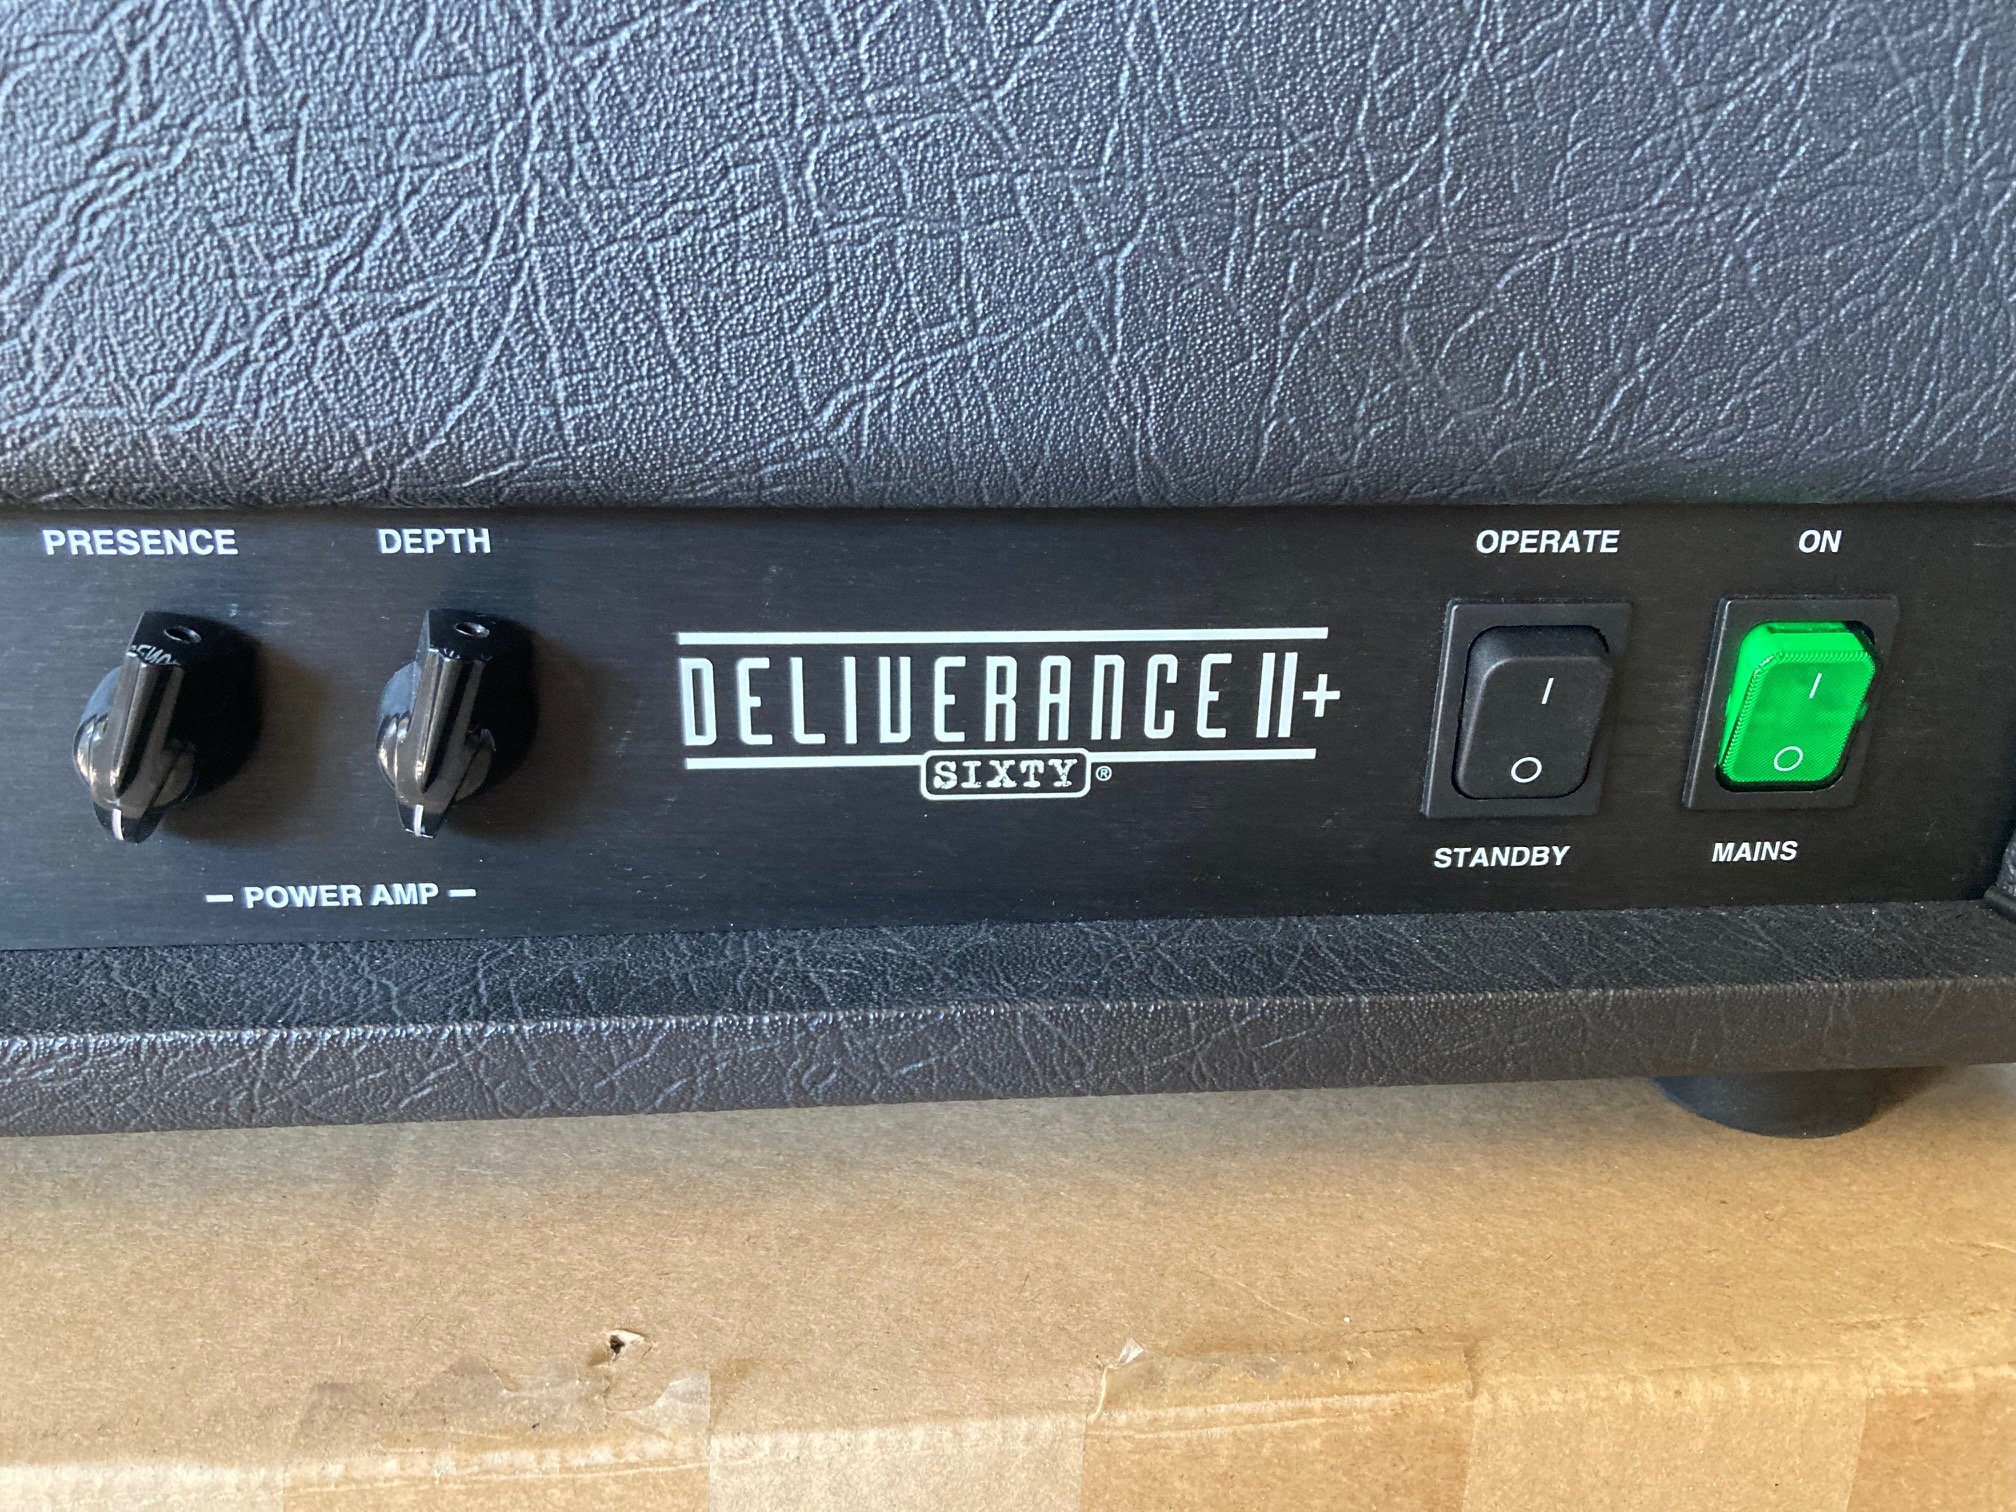 PRESENCE
DEPTH
OPERATE
ON
DELIVERANCE II+
SIXTY®
I
O
I
O
STANDBY
MAINS
— POWER AMP —